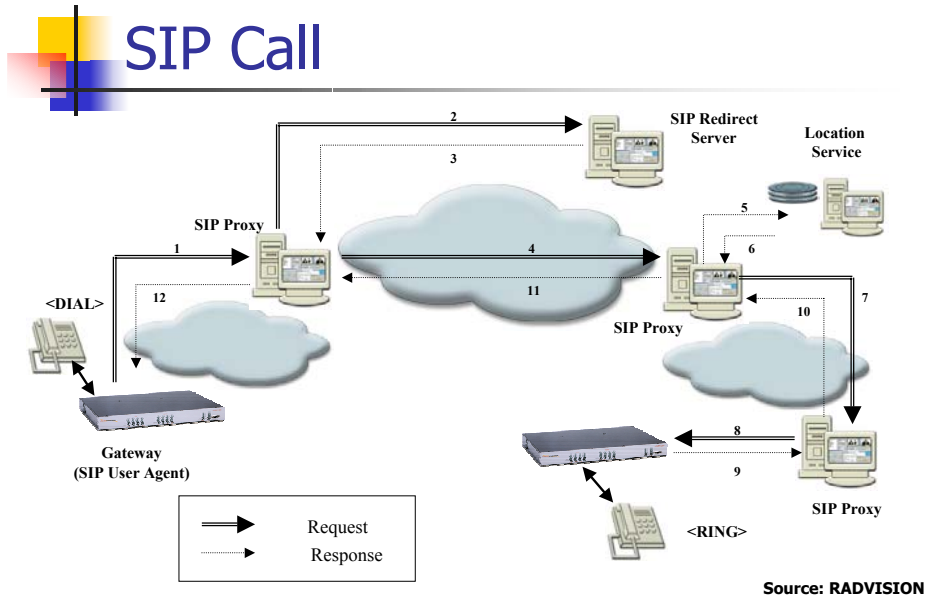 SIP Call
2
SIP Redirect
Server
Location
Service
3
5
SIP Proxy
1
4
6
12
11
7
<DIAL>
10
SIP Proxy
8
Gateway
(SIP User Agent)
9
SIP Proxy
Request
<RING>
Response
Source: RADVISION